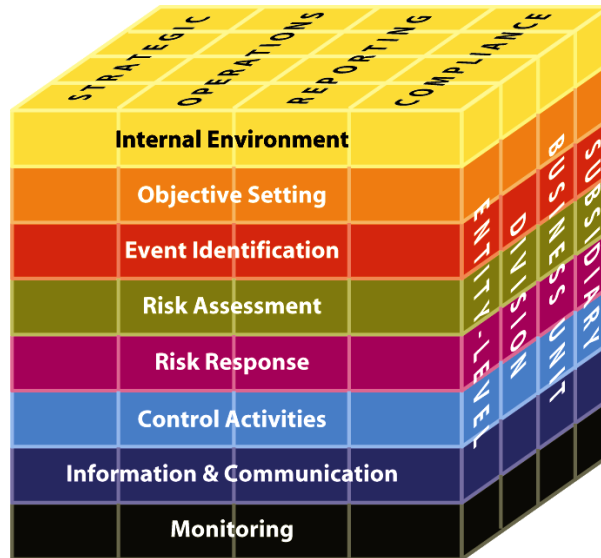 STRATEGIC
OPERATIONS
REPORTING
COMPLIANCE
Internal Environment
Objective Setting
Event Identification
Risk Assessment
Risk Response
Control Activities
Information & Communication
Monitoring
ENTITY-LEVEL
DIVISION
BUSINESS UNIT
SUBSIDIARY